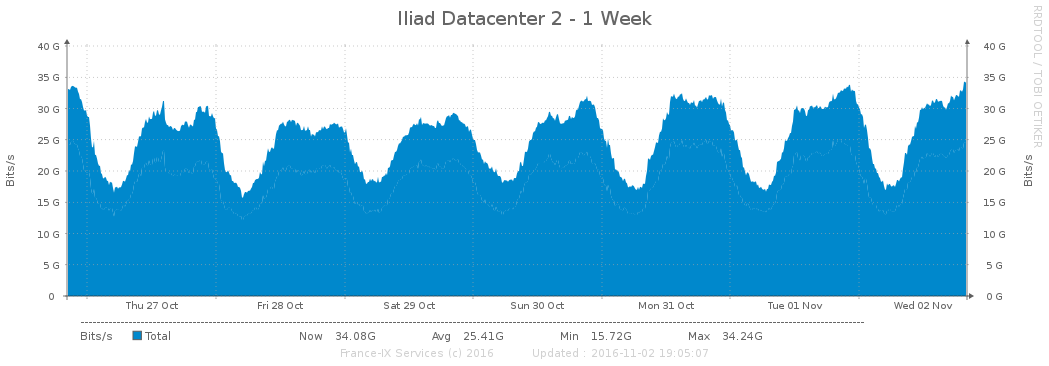 Iliad Datacenter 2 - 1 Week
RRDTOOL / TOBI OETIKER
40 G 40 G
35 G 35 G
30 G 30 G
25 G 25 G
20 G 20 G
15 G 15 G
10 G 10 G
5 G 5 G
0 0 G
Bits/s
Bits/s
Thu 27 Oct Fri 28 Oct Sat 29 Oct Sun 30 Oct Mon 31 Oct Tue 01 Nov Wed 02 Nov
Bits/s Total Now 34.08G Avg 25.41G Min 15.72G Max 34.24G
France-IX Services (c) 2016 Updated : 2016-11-02 19:05:07